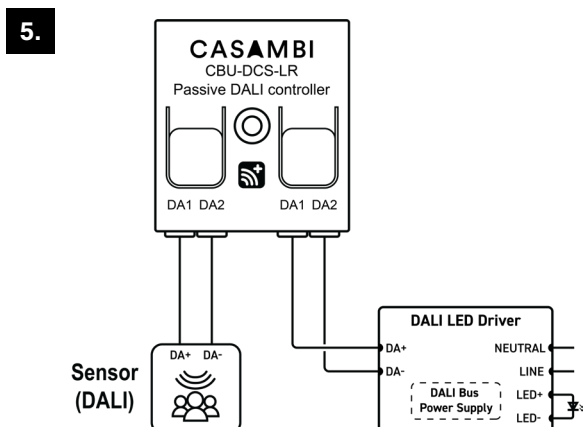 5.
CASAMBI
CBU-DCS-LR
Passive DALI controller
DA1 DA2 DA1 DA2
DALI LED Driver
DA+ DA- DA+ NEUTRAL
Sensor DA- LINE
(DALI) DALI Bus LED+
Power Supply LED-